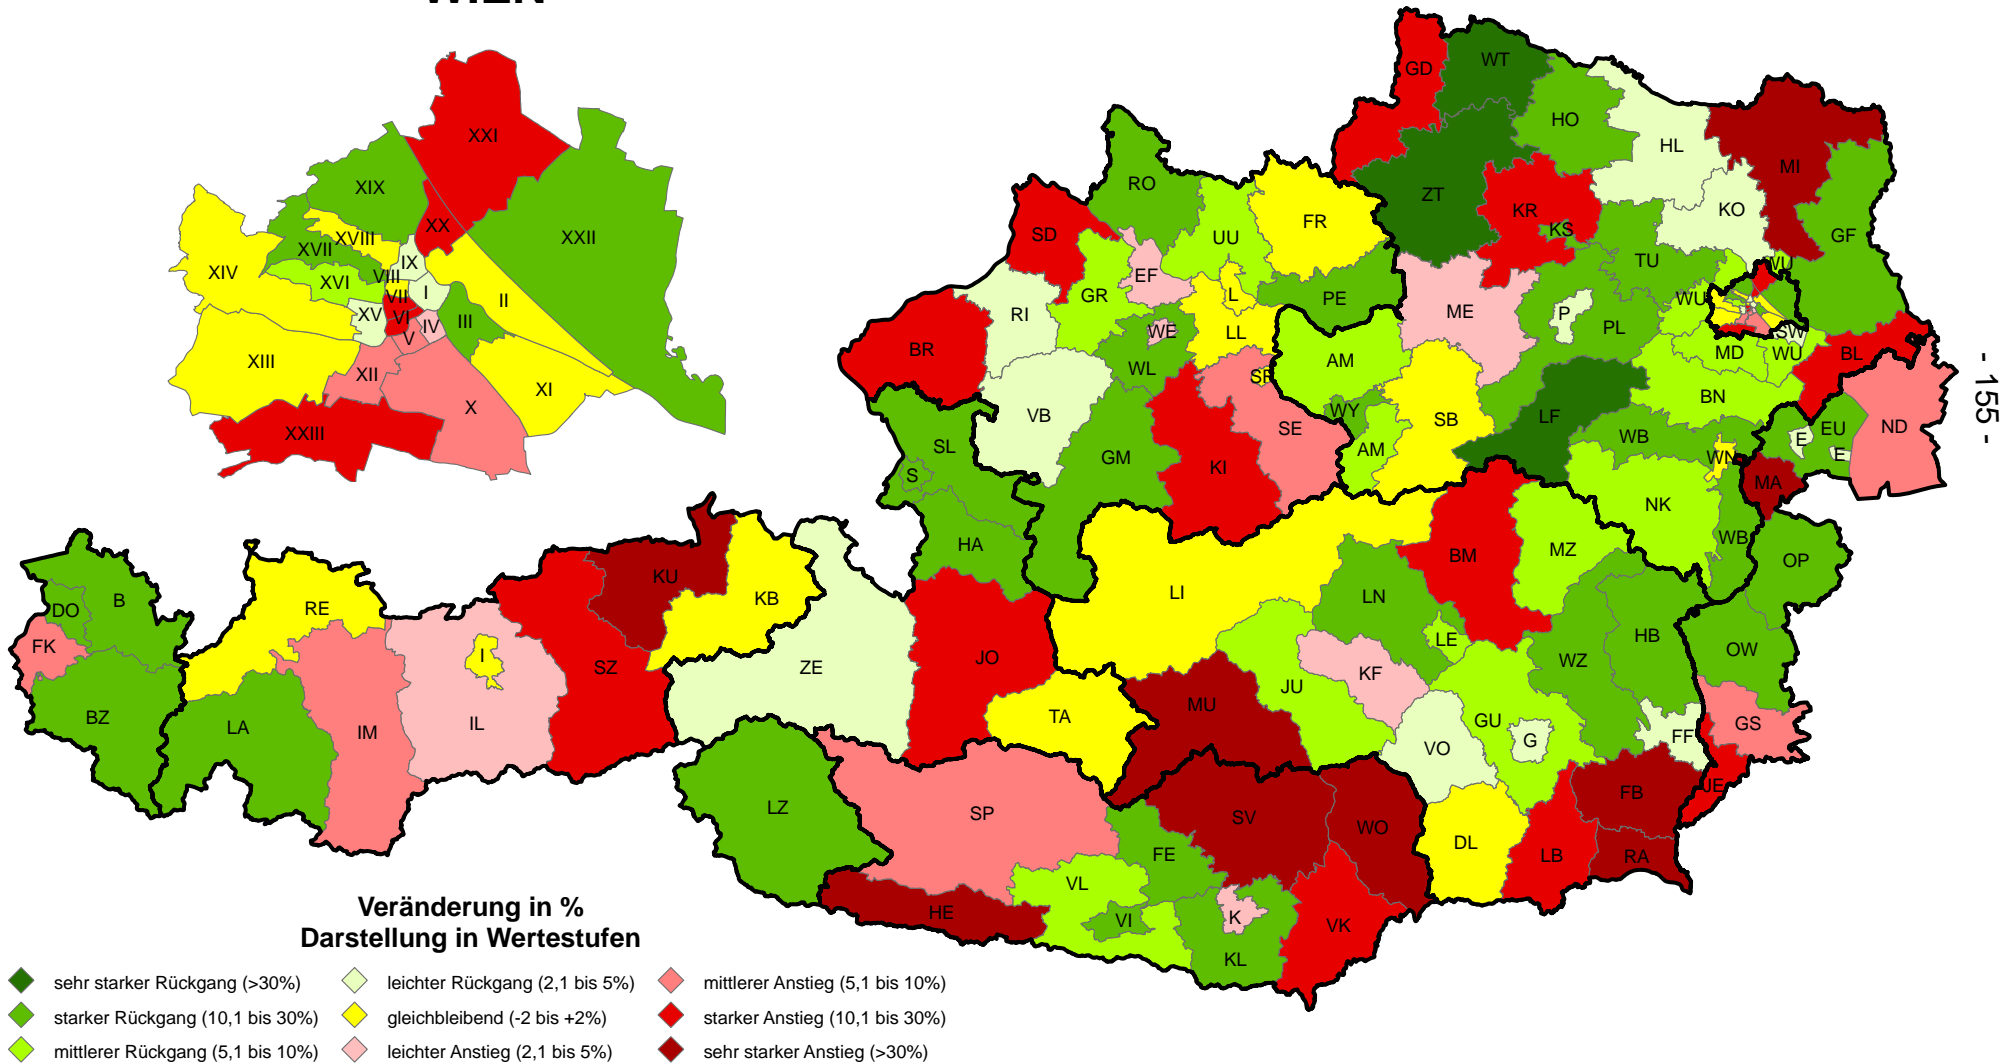 WIEN
XXI
XIX
XX
XXII
XVIII
XVII
XIV
IX
VIII
XVI
I
VII
II
XV
VI
IV
III
V
XIII
XII
XI
X
XXIII
GD
WT
HO
HL
MI
RO
ZT
KR
KO
KS
GF
SD
UU
FR
TU
WU
EF
GR
L
PE
WU
RI
ME
P
PL
SW
WE
LL
BR
WL
AM
MD
WU
BL
SR
BN
VB
WY
SB
LF
ND
SL
SE
AM
WB
E
EU
E
GM
KI
WN
S
MA
NK
HA
MZ
BM
WB
OP
KU
LI
LN
DO
B
RE
KB
LE
HB
FK
I
SZ
ZE
JO
KF
WZ
OW
BZ
LA
IM
IL
JU
MU
TA
GU
G
VO
FF
GS
LZ
SP
SV
WO
FB
JE
FE
DL
LB
RA
VL
HE
VI
K
VK
KL
- 155 -
Veränderung in %
Darstellung in Wertestufen
sehr starker Rückgang (>30%)
leichter Rückgang (2,1 bis 5%)
mittlerer Anstieg (5,1 bis 10%)
starker Rückgang (10,1 bis 30%)
gleichbleibend (-2 bis +2%)
starker Anstieg (10,1 bis 30%)
mittlerer Rückgang (5,1 bis 10%)
leichter Anstieg (2,1 bis 5%)
sehr starker Anstieg (>30%)